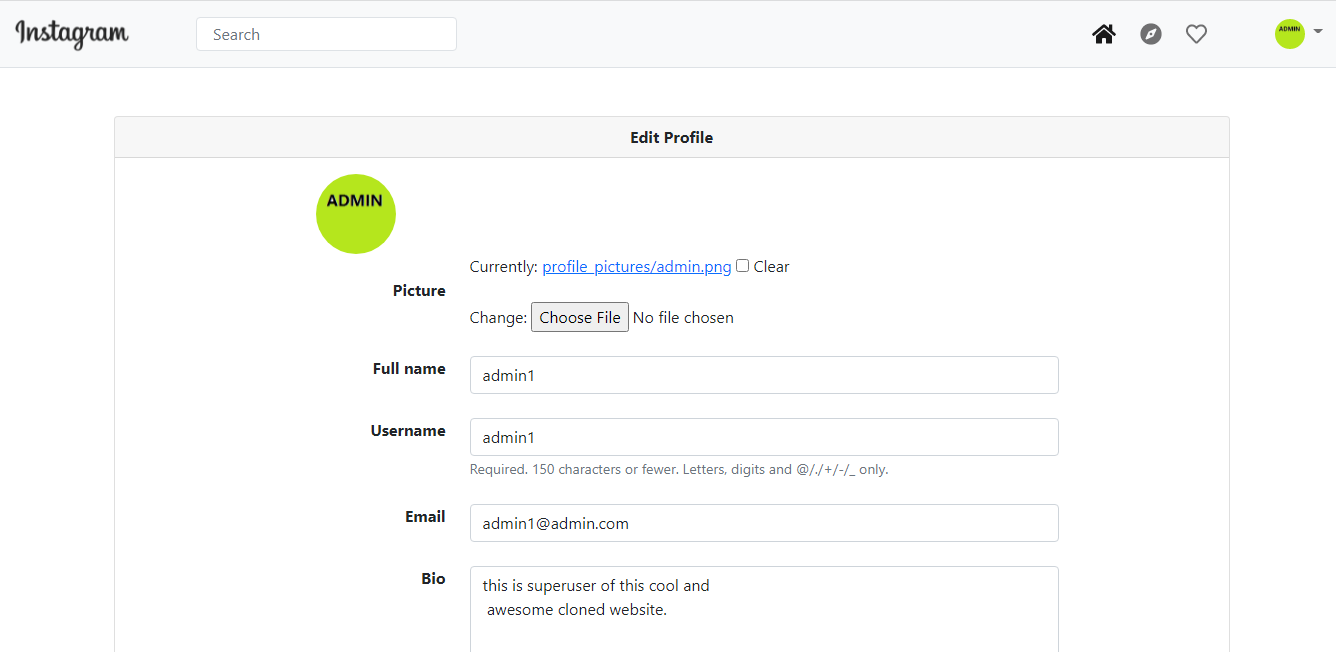 Instagram
Search
ADMIN
Edit Profile
ADMIN
Currently: profile_pictures/admin.png Clear
Picture
Change: Choose File No file chosen
Full name admin1
Username admin1
Required. 150 characters or fewer. Letters, digits and @/./+/-/_ only.
Email admin1@admin.com
Bio this is superuser of this cool and
awesome cloned website.